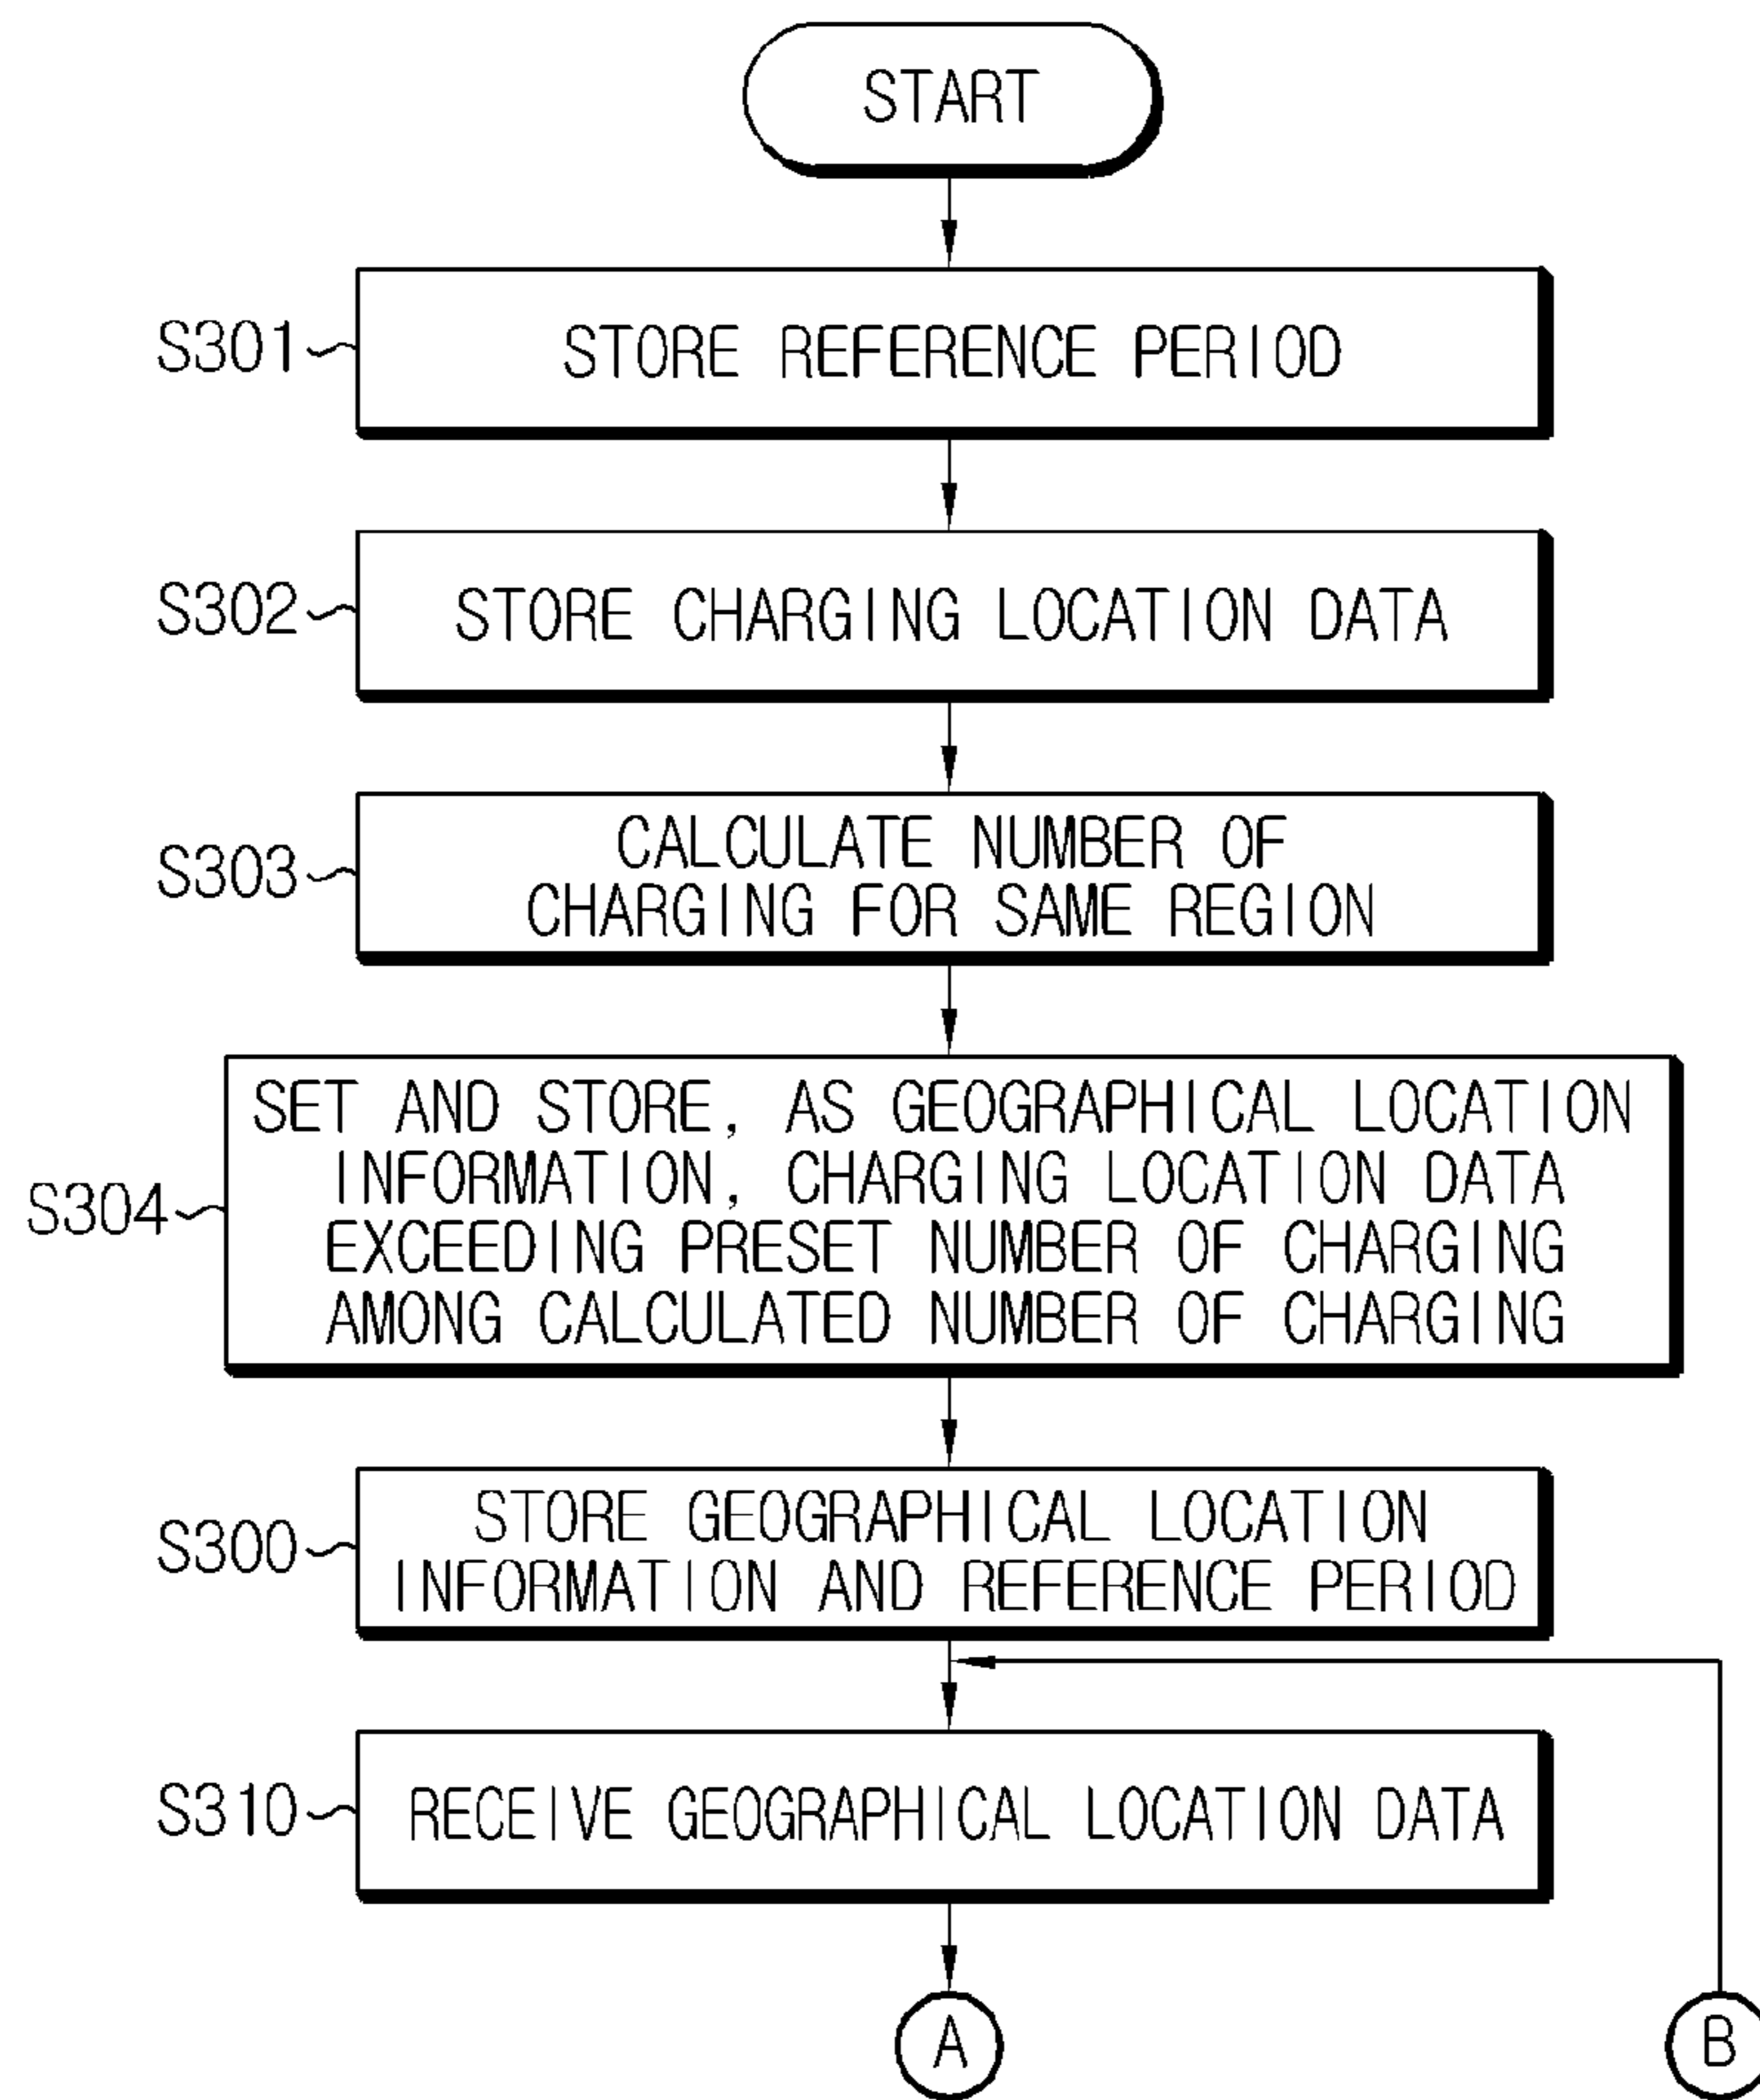 START
S301
STORE REFERENCE PERIOD
S302
STORE CHARGING LOCATION DATA
S303
CALCULATE NUMBER OF
CHARGING FOR SAME REGION
S304
SET AND STORE, AS GEOGRAPHICAL LOCATION
INFORMATION, CHARGING LOCATION DATA
EXCEEDING PRESET NUMBER OF CHARGING
AMONG CALCULATED NUMBER OF CHARGING
S300
STORE GEOGRAPHICAL LOCATION
INFORMATION AND REFERENCE PERIOD
S310
RECEIVE GEOGRAPHICAL LOCATION DATA
A
B